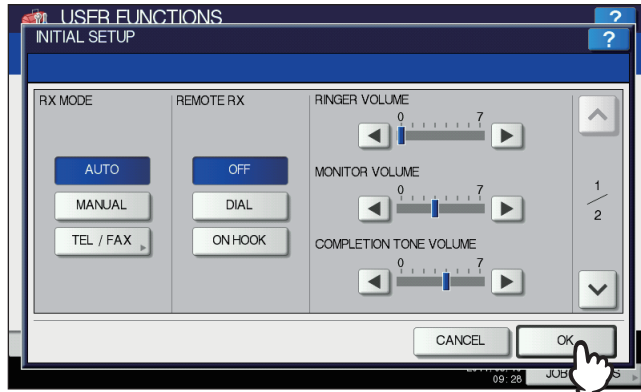 USER FUNCTIONS
?
INITIAL SETUP
?
RX MODE
AUTO
MANUAL
TEL / FAX
REMOTE RX
OFF
DIAL
ON HOOK
RINGER VOLUME
0 7
MONITOR VOLUME
0 7
COMPLETION TONE VOLUME
0 7
1
2
CANCEL
OK
09: 28